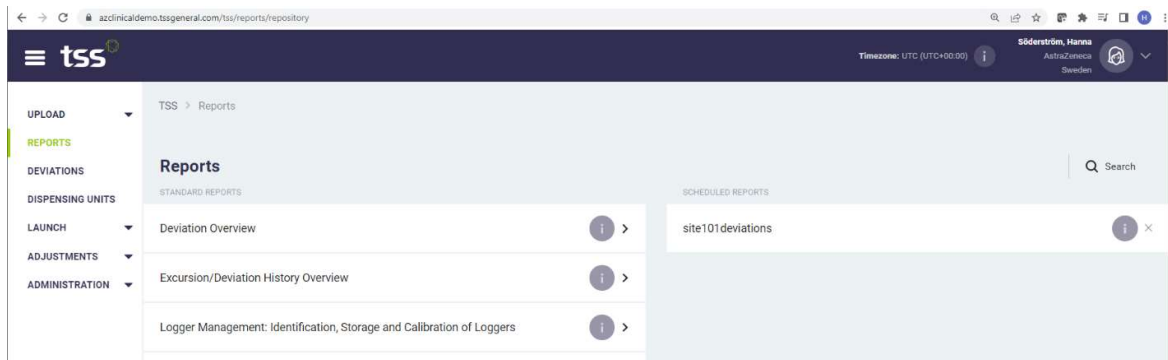 azclinicaldemo.tssgeneral.com/tss/reports/repository
H
tss
Timezone: UTC (UTC+00:00)
i
Söderström, Hanna
AstraZeneca
Sweden
UPLOAD
REPORTS
DEVIATIONS
DISPENSING UNITS
LAUNCH
ADJUSTMENTS
ADMINISTRATION
TSS > Reports
Reports
Search
STANDARD REPORTS
SCHEDULED REPORTS
Deviation Overview
i
site101deviations
i
Excursion/Deviation History Overview
i
Logger Management: Identification, Storage and Calibration of Loggers
i